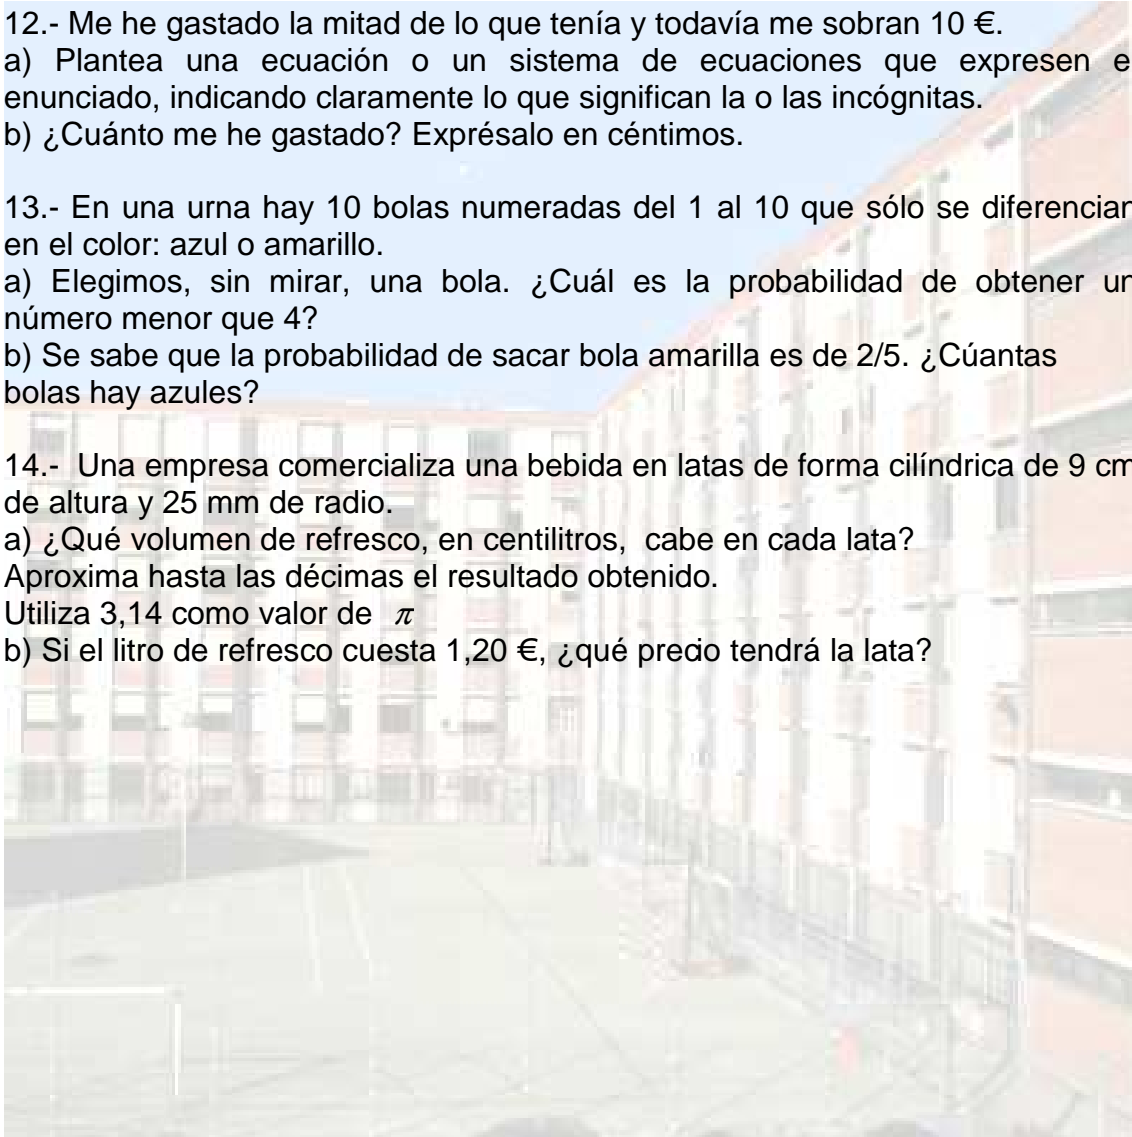 12.- Me he gastado la mitad de lo que tenía y todavía me sobran 10 €.
a) Plantea una ecuación o un sistema de ecuaciones que expresen e
enunciado, indicando claramente lo que significan la o las incógnitas.
b) ¿Cuánto me he gastado? Exprésalo en céntimos.
13.- En una urna hay 10 bolas numeradas del 1 al 10 que sólo se diferencian
en el color: azul o amarillo.
a) Elegimos, sin mirar, una bola. ¿Cuál es la probabilidad de obtener un
número menor que 4?
b) Se sabe que la probabilidad de sacar bola amarilla es de 2/5. ¿Cúantas
bolas hay azules?
14.- Una empresa comercializa una bebida en latas de forma cilíndrica de 9 cm
de altura y 25 mm de radio.
a) ¿Qué volumen de refresco, en centilitros, cabe en cada lata?
Aproxima hasta las décimas el resultado obtenido.
Utiliza 3,14 como valor de π
b) Si el litro de refresco cuesta 1,20 €, ¿qué precio tendrá la lata?